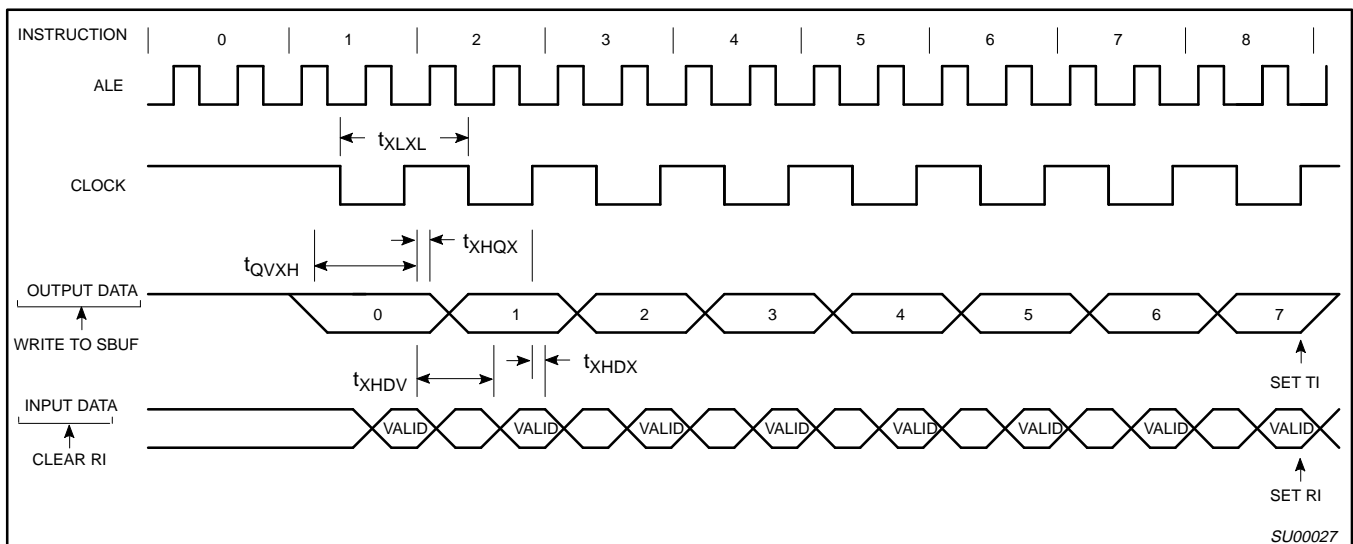 INSTRUCTION 0 1 2 3 4 5 6 7 8
ALE
tXLXL
CLOCK
tXHQX
tQVXH
OUTPUT DATA
0 1 2 3 4 5 6 7
WRITE TO SBUF
tXHDX
tXHDV
SET TI
INPUT DATA
VALID VALID VALID VALID VALID VALID VALID VALID
CLEAR RI
SET RI
SU00027